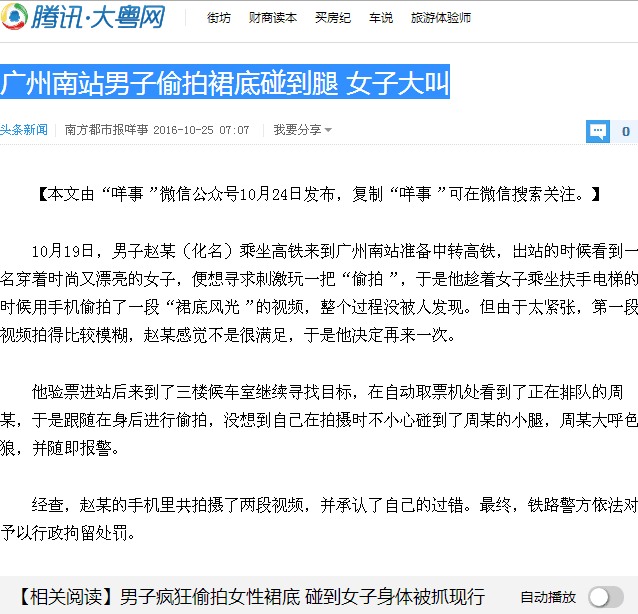 腾讯·大粤网 街坊 财商读本 买房纪 车说 旅游体验师
广州南站男子偷拍裙底碰到腿 女子大叫
头条新闻 南方都市报咩事 2016-10-25 07:07 我要分享 0
【本文由“咩事”微信公众号10月24日发布，复制“咩事”可在微信搜索关注。】
10月19日，男子赵某（化名）乘坐高铁来到广州南站准备中转高铁，出站的时候看到一
名穿着时尚又漂亮的女子，便想寻求刺激玩一把“偷拍”，于是他趁着女子乘坐扶手电梯的
时候用手机偷拍了一段“裙底风光”的视频，整个过程没被人发现。但由于太紧张，第一段
视频拍得比较模糊，赵某感觉不是很满足，于是他决定再来一次。
他验票进站后来到了三楼候车室继续寻找目标，在自动取票机处看到了正在排队的周
某，于是跟随在身后进行偷拍，没想到自己在拍摄时不小心碰到了周某的小腿，周某大呼色
狼，并随即报警。
经查，赵某的手机里共拍摄了两段视频，并承认了自己的过错。最终，铁路警方依法对
予以行政拘留处罚。
【相关阅读】男子疯狂偷拍女性裙底 碰到女子身体被抓现行 自动播放